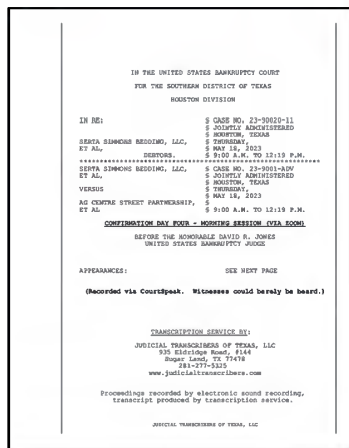 IN THE UNITED STATES BANKRUPTCY COURT
FOR THE SOUTHERN DISTRICT OF TEXAS
HOUSTON DIVISION
IN RE: § CASE NO. 23-90020-11
§ JOINTLY ADMINISTERED
§ HOUSTON, TEXAS
SERTA SIMMONS BEDDING, LLC, § THURSDAY,
ET AL, § MAY 18, 2023
DEBTORS. § 9:00 A.M. TO 12:19 P.M.
SERTA SIMMONS BEDDING, LLC, § CASE NO. 23-9001-ADV
ET AL, § JOINTLY ADMINISTERED
§ HOUSTON, TEXAS
VERSUS § THURSDAY,
§ MAY 18, 2023
AG CENTRE STREET PARTNERSHIP, §
ET AL § 9:00 A.M. TO 12:19 P.M.
CONFIRMATION DAY FOUR - MORNING SESSION (VIA ZOOM)
BEFORE THE HONORABLE DAVID R. JONES
UNITED STATES BANKRUPTCY JUDGE
APPEARANCES: SEE NEXT PAGE
(Recorded via CourtSpeak. Witnesses could barely be heard.)
TRANSCRIPTION SERVICE BY:
JUDICIAL TRANSCRIBERS OF TEXAS, LLC
935 Eldridge Road, #144
Sugar Land, TX 77478
281-277-5325
www.judicialtranscribers.com
Proceedings recorded by electronic sound recording,
transcript produced by transcription service.
JUDICIAL TRANSCRIBERS OF TEXAS, LLC